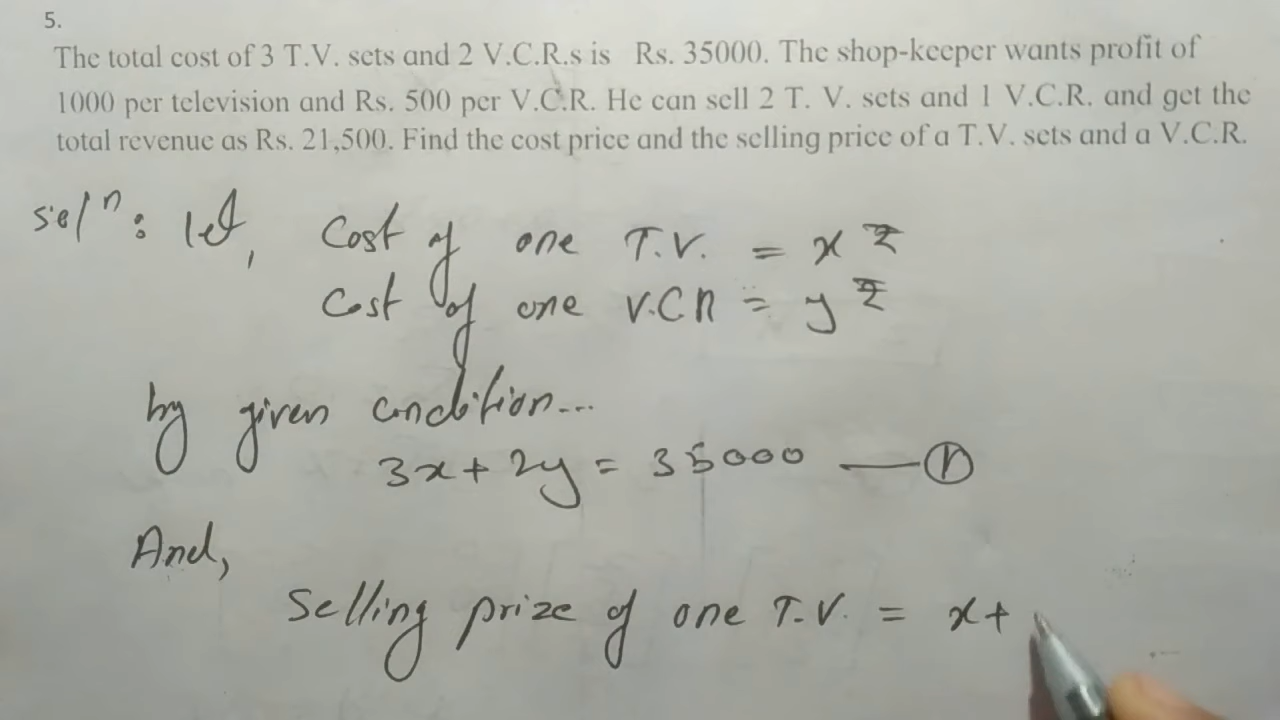 5.
The total cost of 3 T.V. sets and 2 V.C.R.s is Rs. 35000. The shop-keeper wants profit of
1000 per television and Rs. 500 per V.C.R. He can sell 2 T. V. sets and 1 V.C.R. and get the
total revenue as Rs. 21,500. Find the cost price and the selling price of a T.V. sets and a V.C.R.
solⁿ: let, Cost of one T.V. = x ₹
Cost of one V.C.R = y ₹
by given condition...
3x + 2y = 35000 — ①
And,
Selling prize of one T.V. = x +